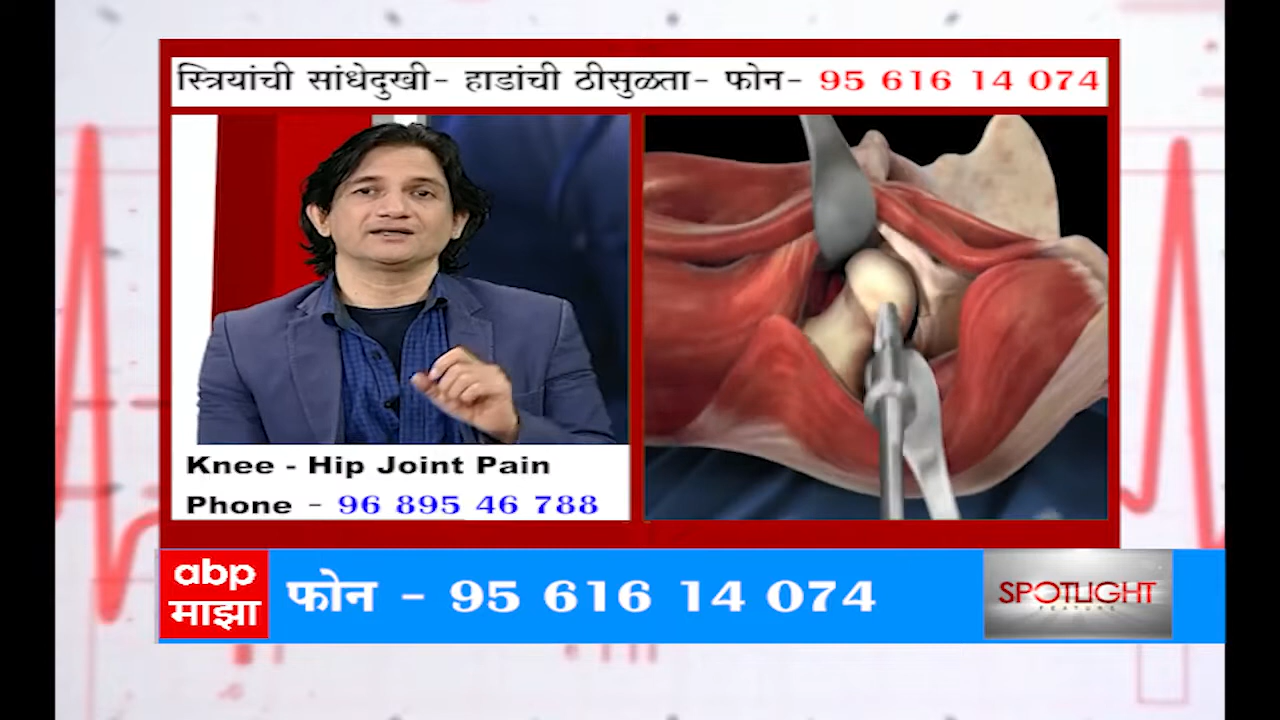 स्त्रियांची सांधेदुखी- हाडांची ठीसुळता- फोन- 95 616 14 074
Knee - Hip Joint Pain
Phone - 96 895 46 788
abp
माझा
फोन - 95 616 14 074
SPOTLIGHT
FEATURE